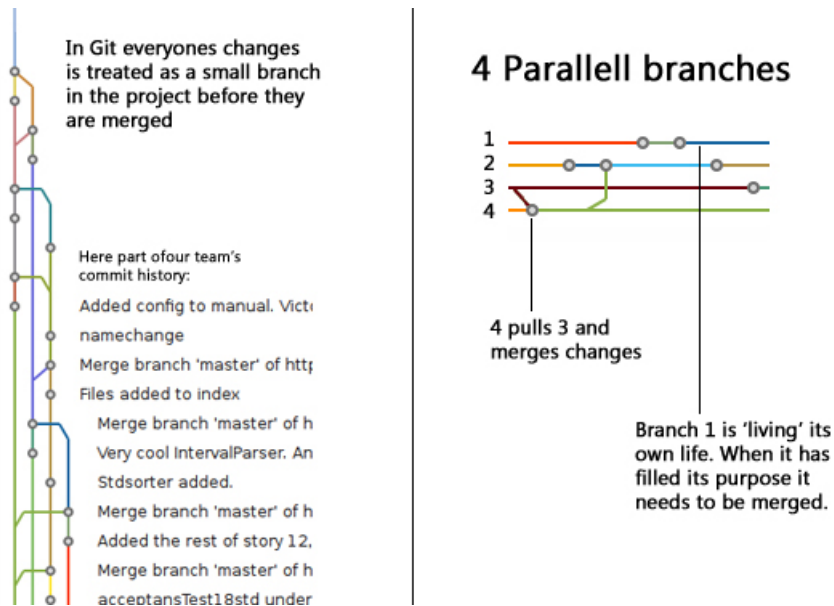 In Git everyones changes
is treated as a small branch
in the project before they
are merged
Here part ofour team's
commit history:
Added config to manual.
namechange
Merge branch 'master' of
Files added to index
Merge branch 'master' of
Very cool IntervalParser.
Stdsorter added.
Merge branch 'master' of
Added the rest of story 12,
Merge branch 'master' of
acceptansTest18std under
4 Parallell branches
1
2
3
4
4 pulls 3 and
merges changes
Branch 1 is 'living' its
own life. When it has
filled its purpose it
needs to be merged.